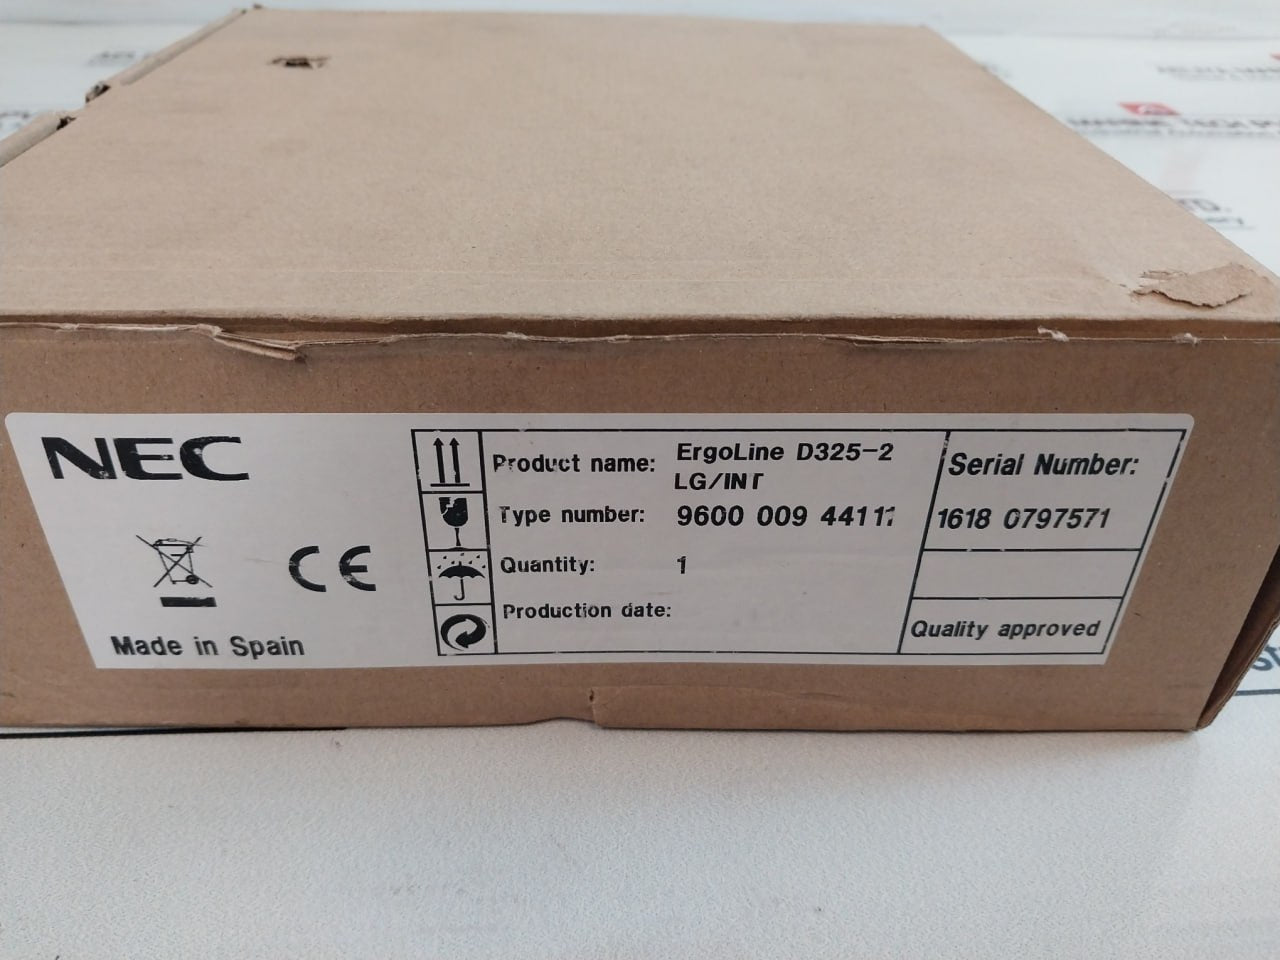 NEC
CE
Made in Spain
Product name: ErgoLine D325-2
LG/INT
Type number: 9600 009 44111
Quantity: 1
Production date:
Serial Number:
1618 0797571
Quality approved